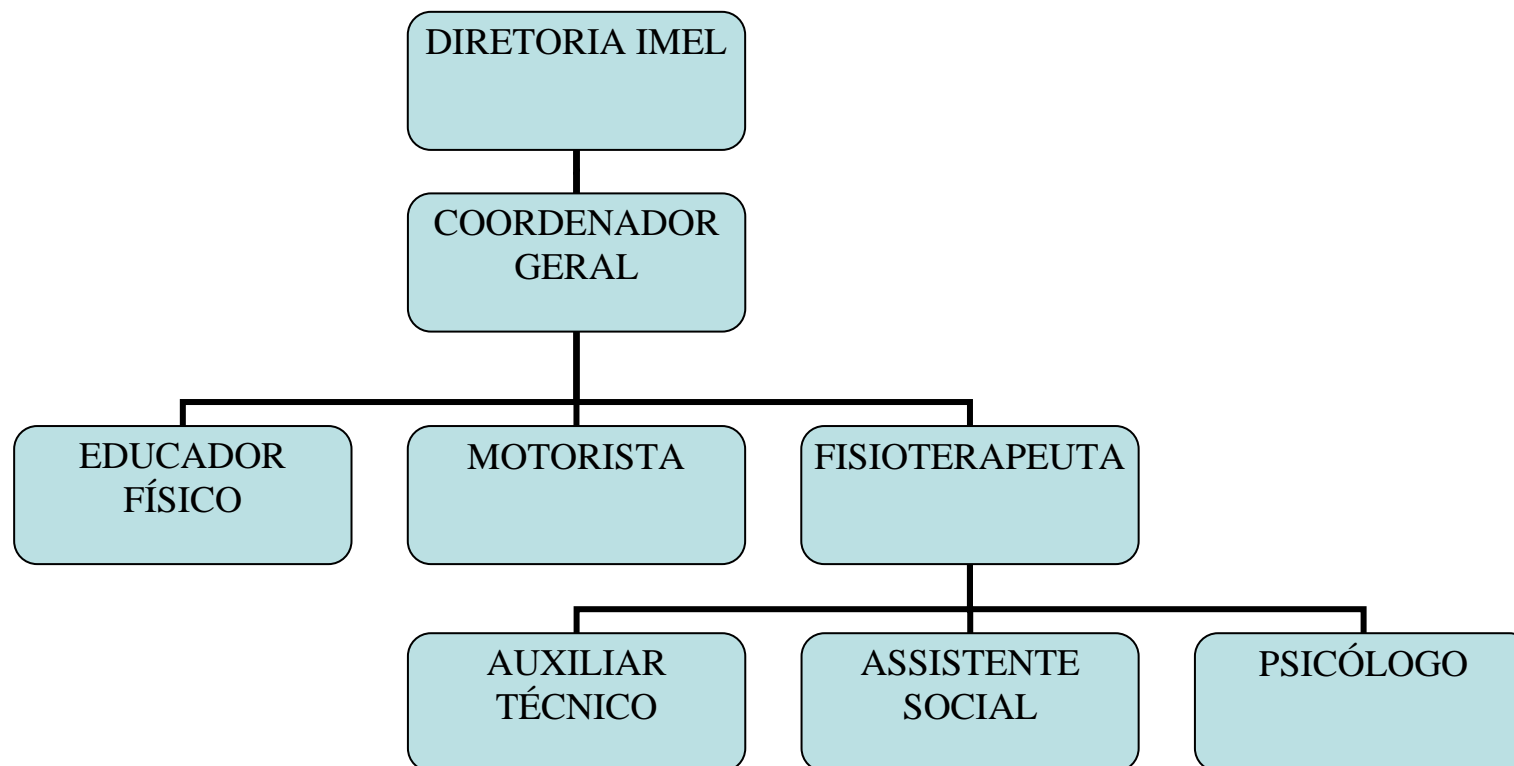 DIRETORIA IMEL
COORDENADOR
GERAL
EDUCADOR
FÍSICO
MOTORISTA
FISIOTERAPEUTA
AUXILIAR
TÉCNICO
ASSISTENTE
SOCIAL
PSICÓLOGO